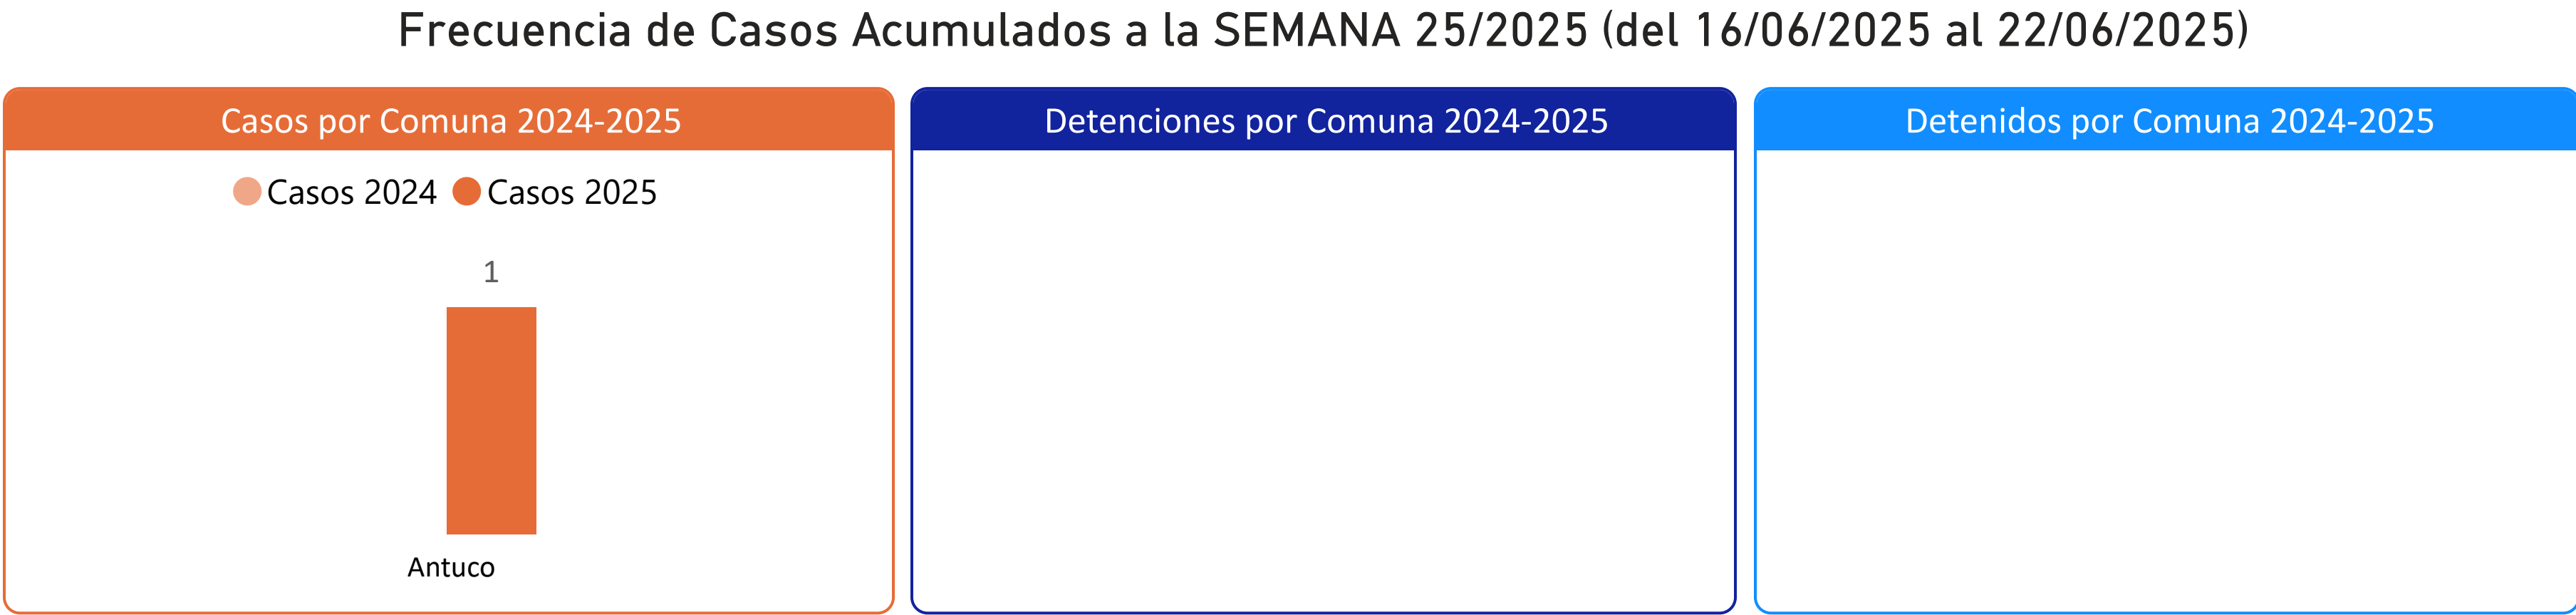 Frecuencia de Casos Acumulados a la SEMANA 25/2025 (del 16/06/2025 al 22/06/2025)
Casos por Comuna 2024-2025
Casos 2024 Casos 2025
1
Antuco
Detenciones por Comuna 2024-2025
Detenidos por Comuna 2024-2025